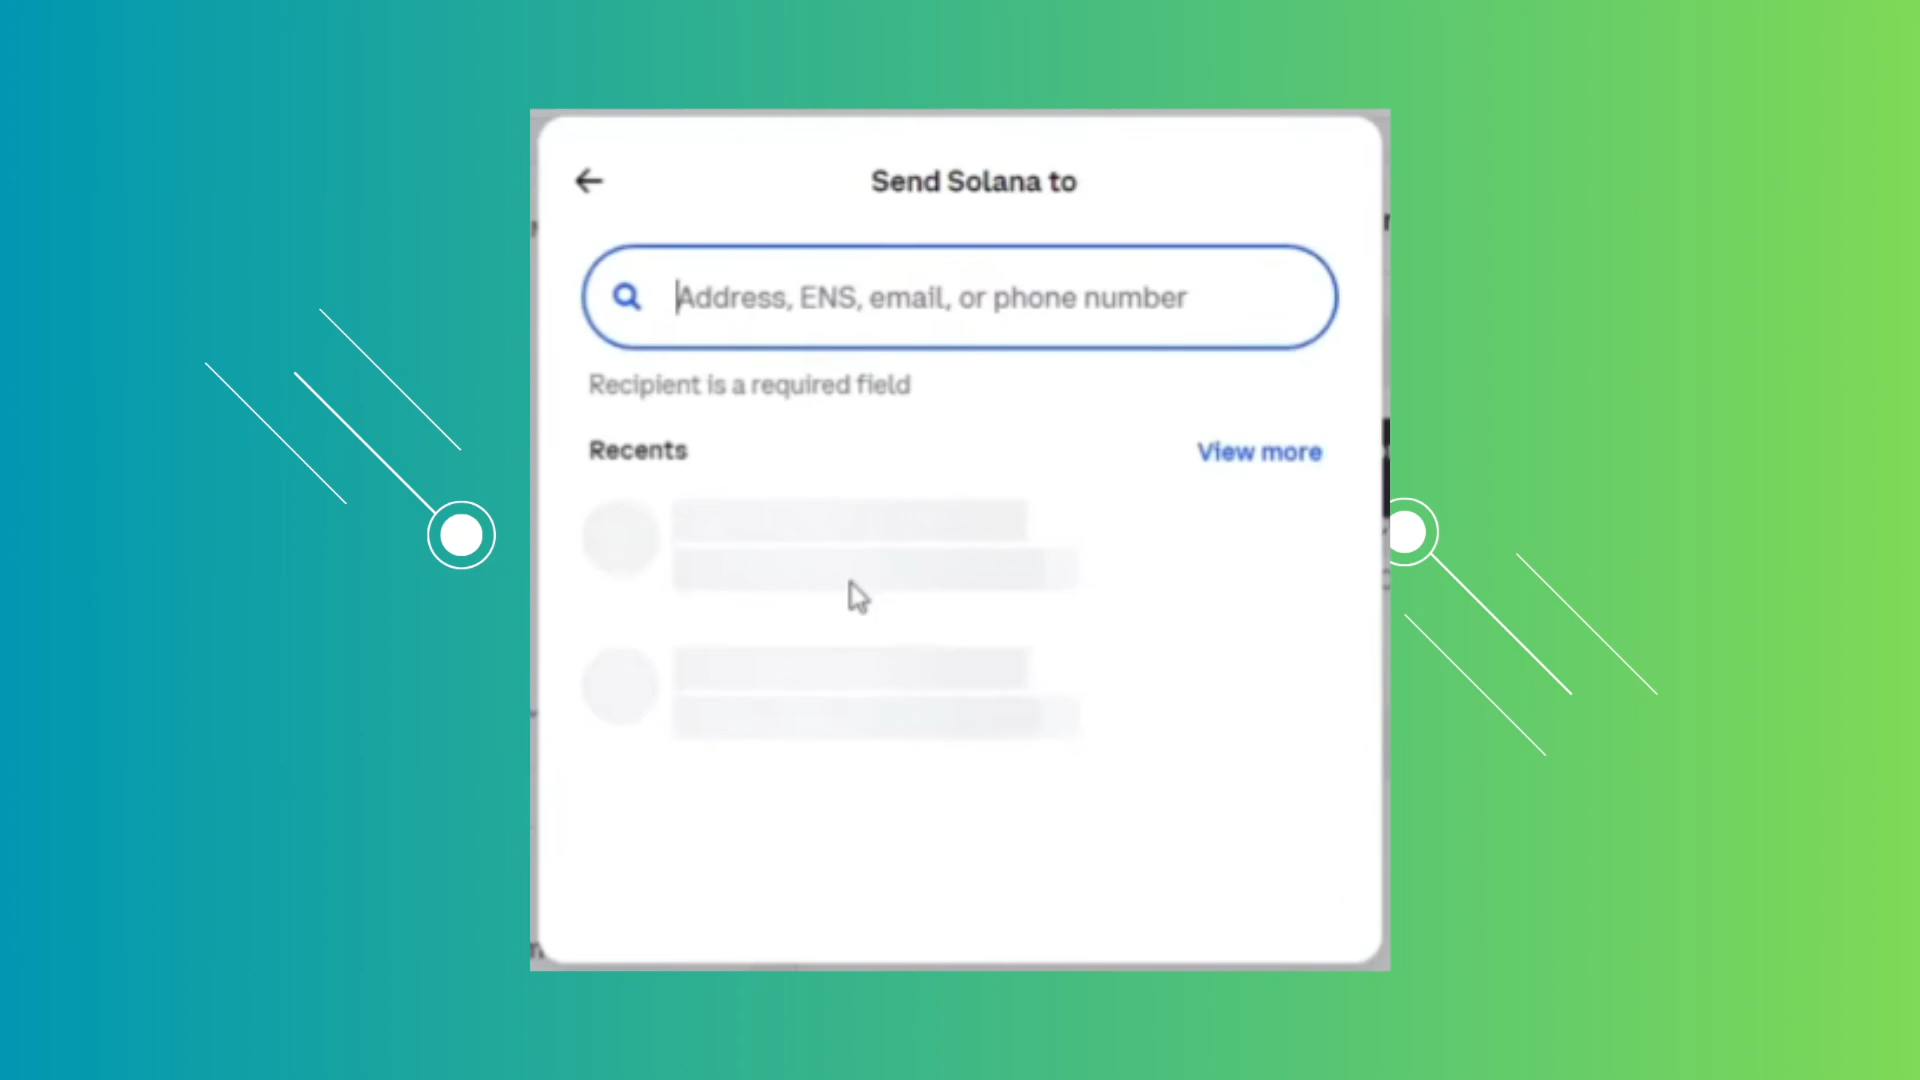 Send Solana to
Address, ENS, email, or phone number
Recipient is a required field
Recents
View more